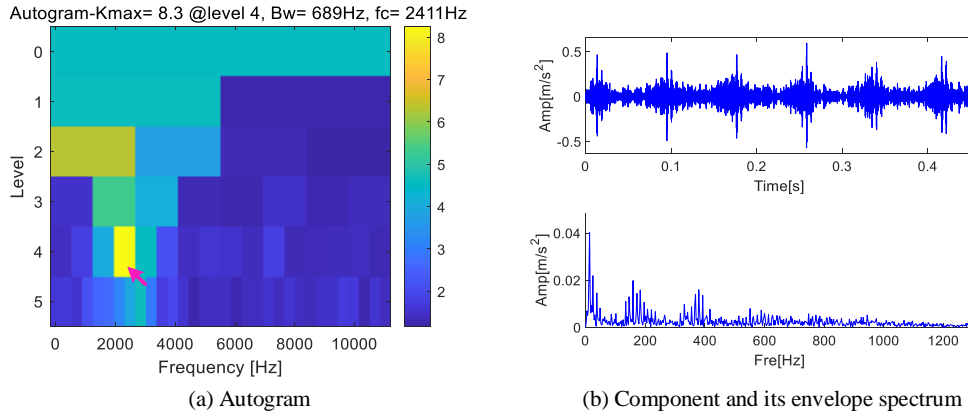 Autogram-Kmax= 8.3 @level 4, Bw= 689Hz, fc= 2411Hz
0
1
2
3
4
5
Level
0 2000 4000 6000 8000 10000
Frequency [Hz]
8
7
6
5
4
3
2
(a) Autogram
0.5
0
-0.5
Amp[m/s²]
0 0.1 0.2 0.3 0.4
Time[s]
0.04
0.02
0
Amp[m/s²]
0 200 400 600 800 1000 1200
Fre[Hz]
(b) Component and its envelope spectrum